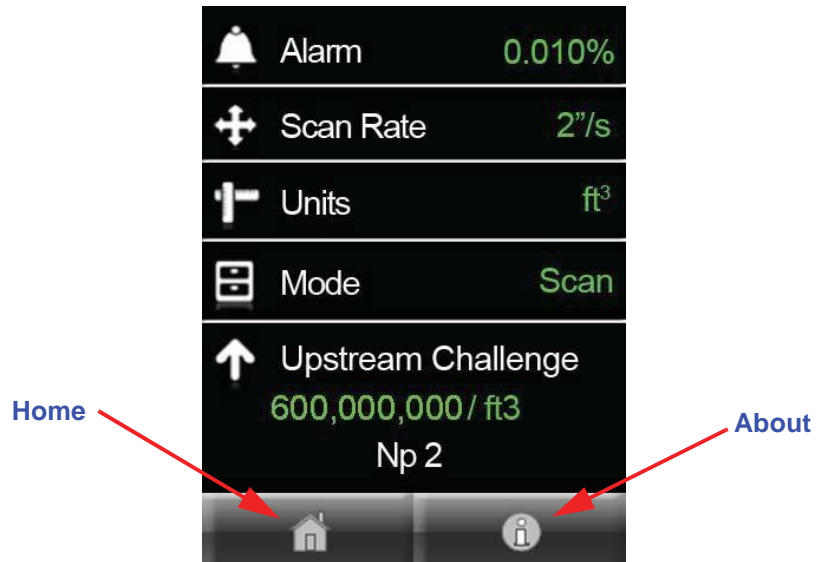 Alarm 0.010%
Scan Rate 2”/s
Units ft³
Mode Scan
Upstream Challenge
600,000,000/ ft3
Np 2
Home
About